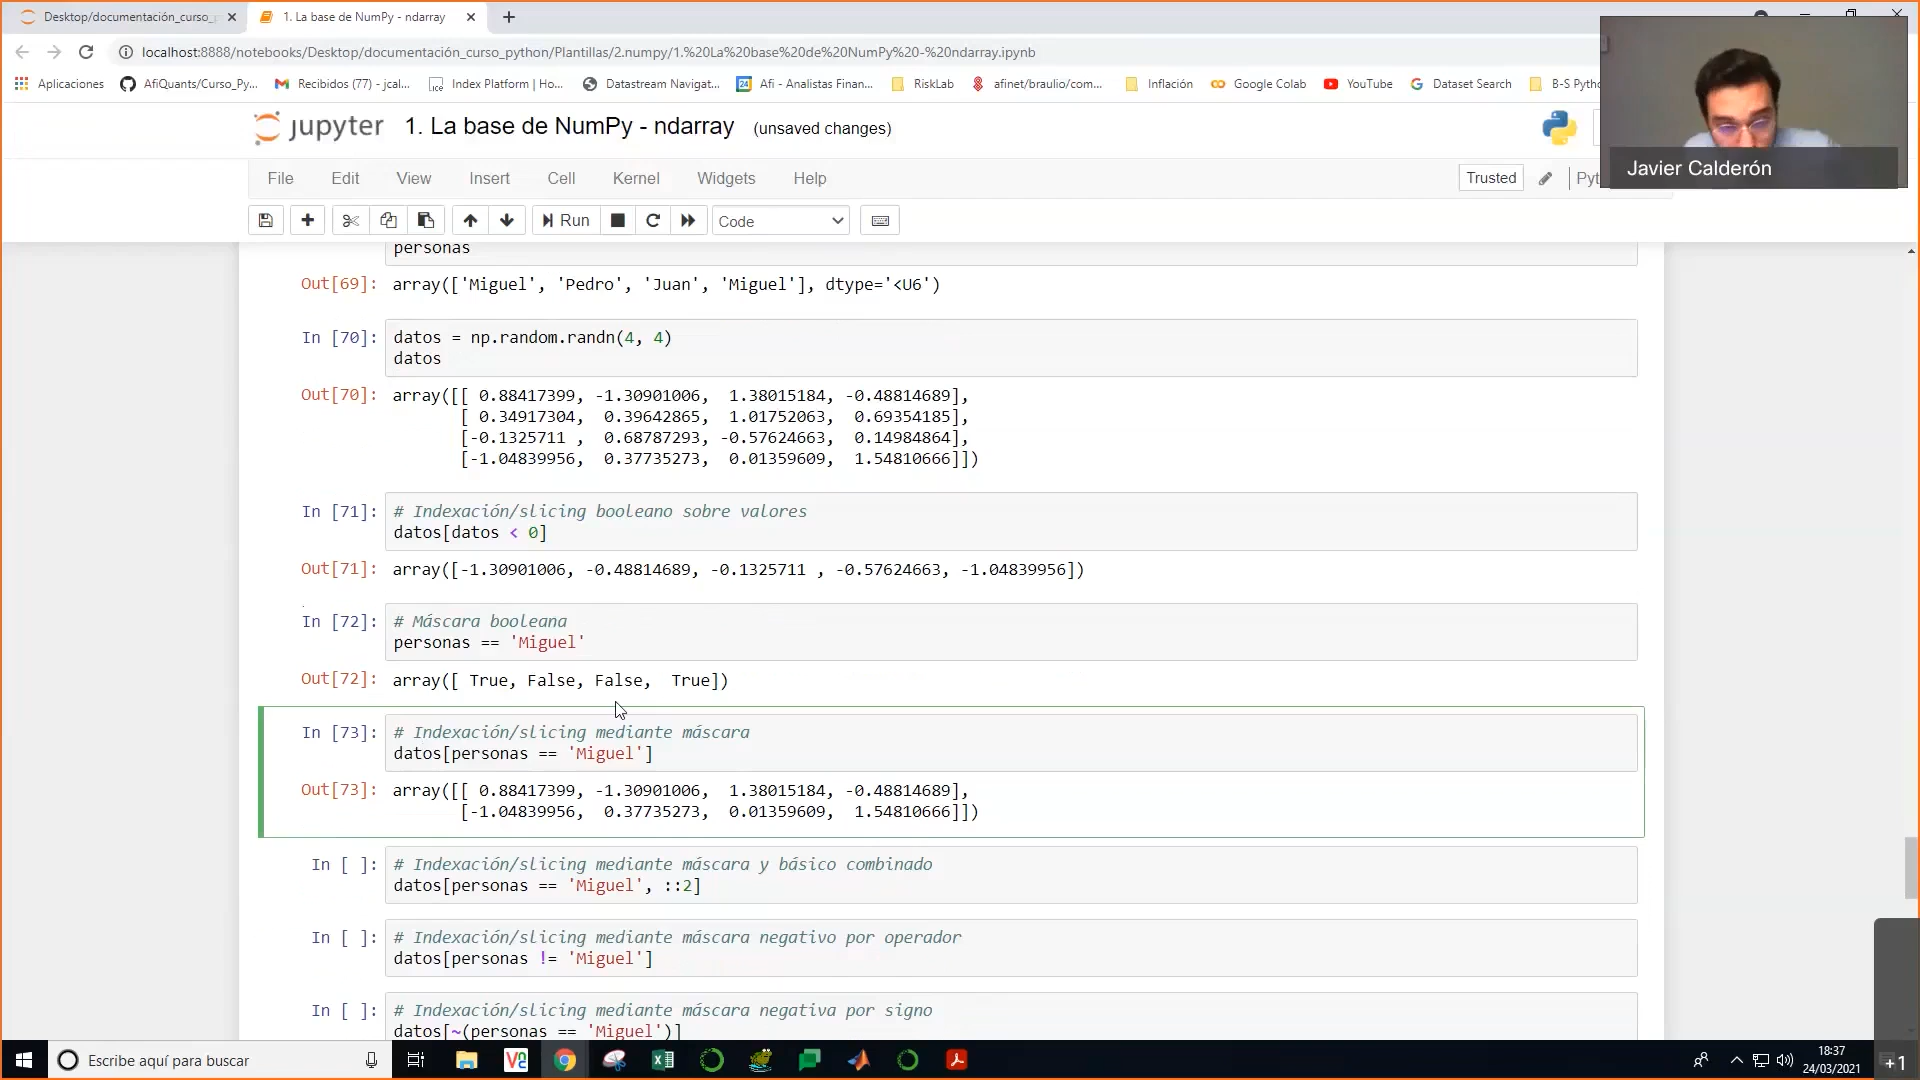 Desktop/documentación_curso_p
1. La base de NumPy - ndarray
localhost:8888/notebooks/Desktop/documentación_curso_python/Plantillas/2.numpy/1.%20La%20base%20de%20NumPy%20-%20ndarray.ipynb
Aplicaciones
AfiQuants/Curso_Py...
Recibidos (77) - jcal...
Index Platform | Ho...
Datastream Navigat...
Afi - Analistas Finan...
RiskLab
afinet/braulio/com...
Inflación
Google Colab
YouTube
Dataset Search
B-S Pytho
jupyter
1. La base de NumPy - ndarray
(unsaved changes)
Javier Calderón
File Edit View Insert Cell Kernel Widgets Help
Trusted
Pyt
Run
Code
personas
Out[69]: array(['Miguel', 'Pedro', 'Juan', 'Miguel'], dtype='<U6')
In [70]: datos = np.random.randn(4, 4)
datos
Out[70]: array([[ 0.88417399, -1.30901006,  1.38015184, -0.48814689],
[ 0.34917304,  0.39642865,  1.01752063,  0.69354185],
[-0.1325711 ,  0.68787293, -0.57624663,  0.14984864],
[-1.04839956,  0.37735273,  0.01359609,  1.54810666]])
In [71]: # Indexación/slicing booleano sobre valores
datos[datos < 0]
Out[71]: array([-1.30901006, -0.48814689, -0.1325711 , -0.57624663, -1.04839956])
In [72]: # Máscara booleana
personas == 'Miguel'
Out[72]: array([ True, False, False,  True])
In [73]: # Indexación/slicing mediante máscara
datos[personas == 'Miguel']
Out[73]: array([[ 0.88417399, -1.30901006,  1.38015184, -0.48814689],
[-1.04839956,  0.37735273,  0.01359609,  1.54810666]])
In [ ]: # Indexación/slicing mediante máscara y básico combinado
datos[personas == 'Miguel', ::2]
In [ ]: # Indexación/slicing mediante máscara negativo por operador
datos[personas != 'Miguel']
In [ ]: # Indexación/slicing mediante máscara negativa por signo
datos[~(personas == 'Miguel')]
Escribe aquí para buscar
18:37
24/03/2021
+1